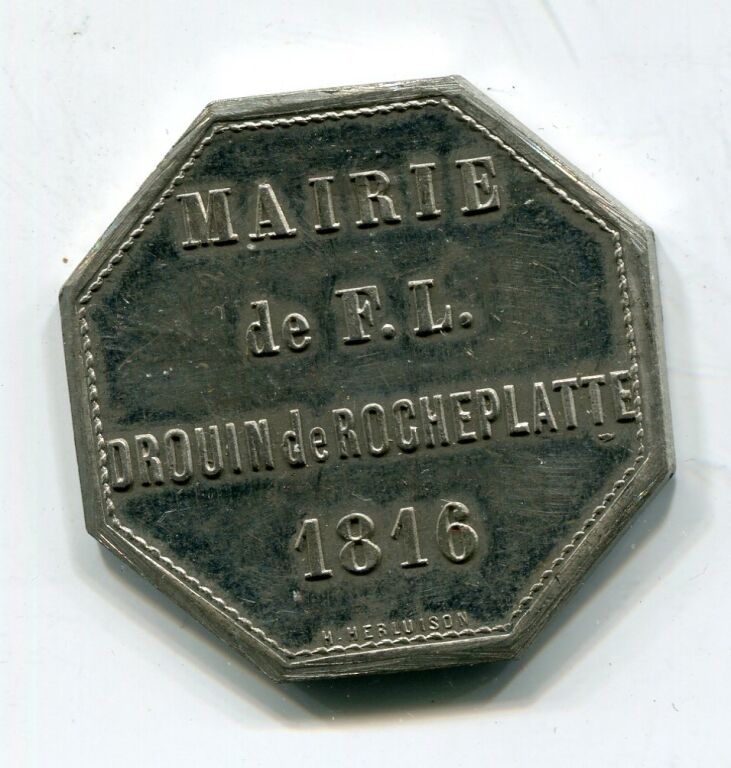 MAIRIE
de F. L.
DROUIN de ROCHEPLATTE
1816
H. HERLUISON